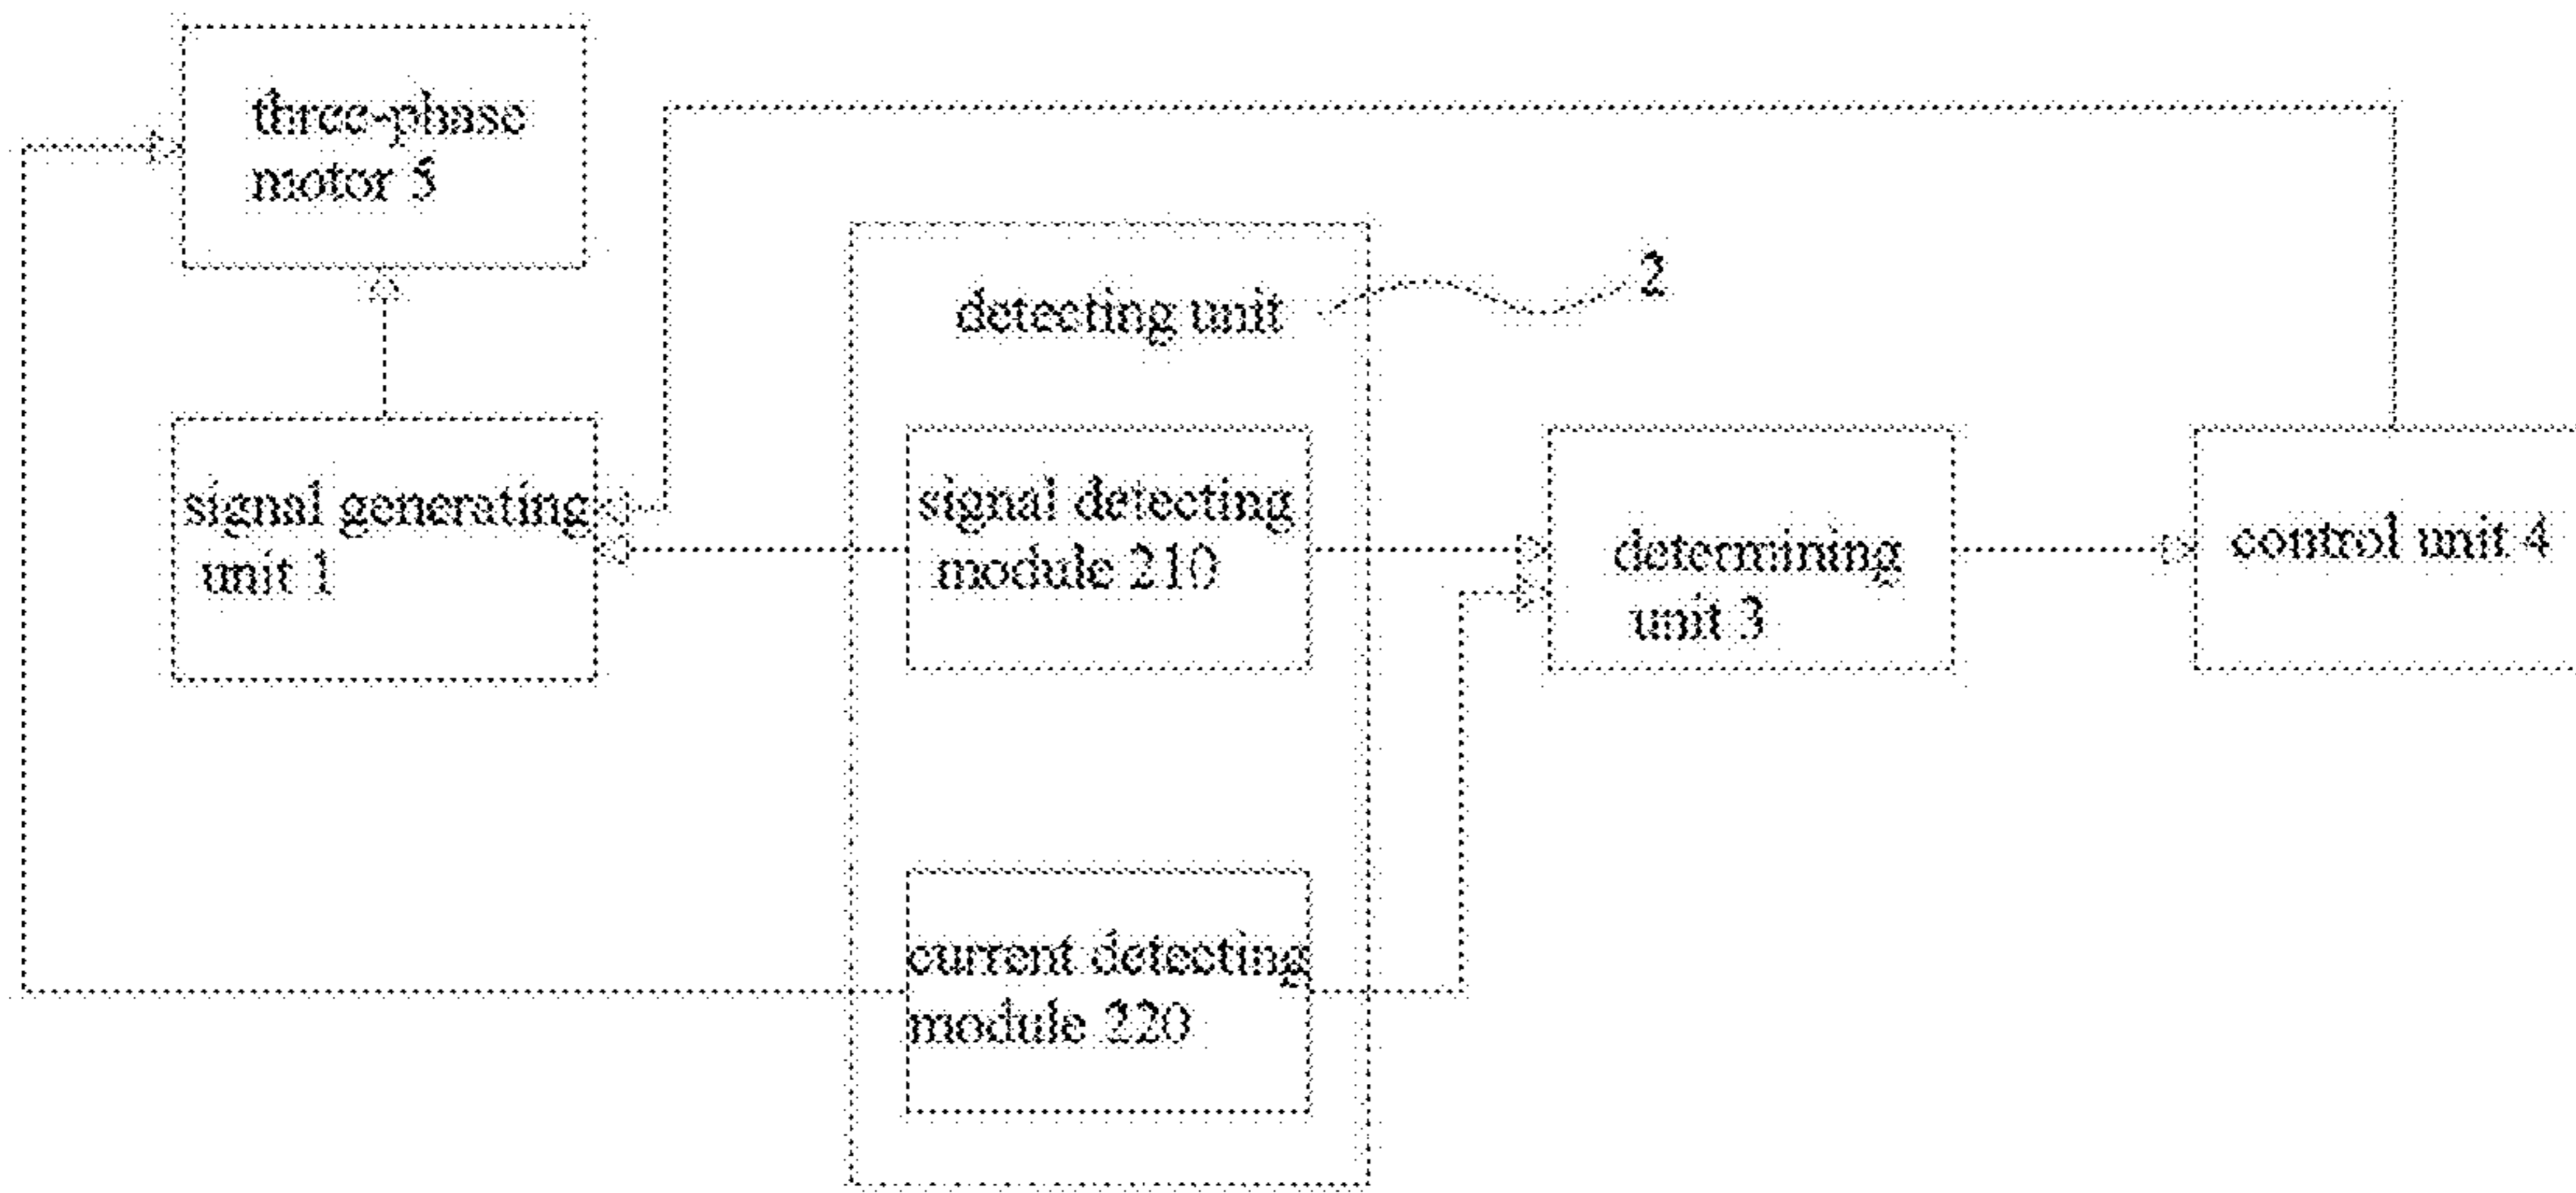 three-phase
motor 5
detecting unit
2
signal generating
unit 1
signal detecting
module 210
determining
unit 3
control unit 4
current detecting
module 220